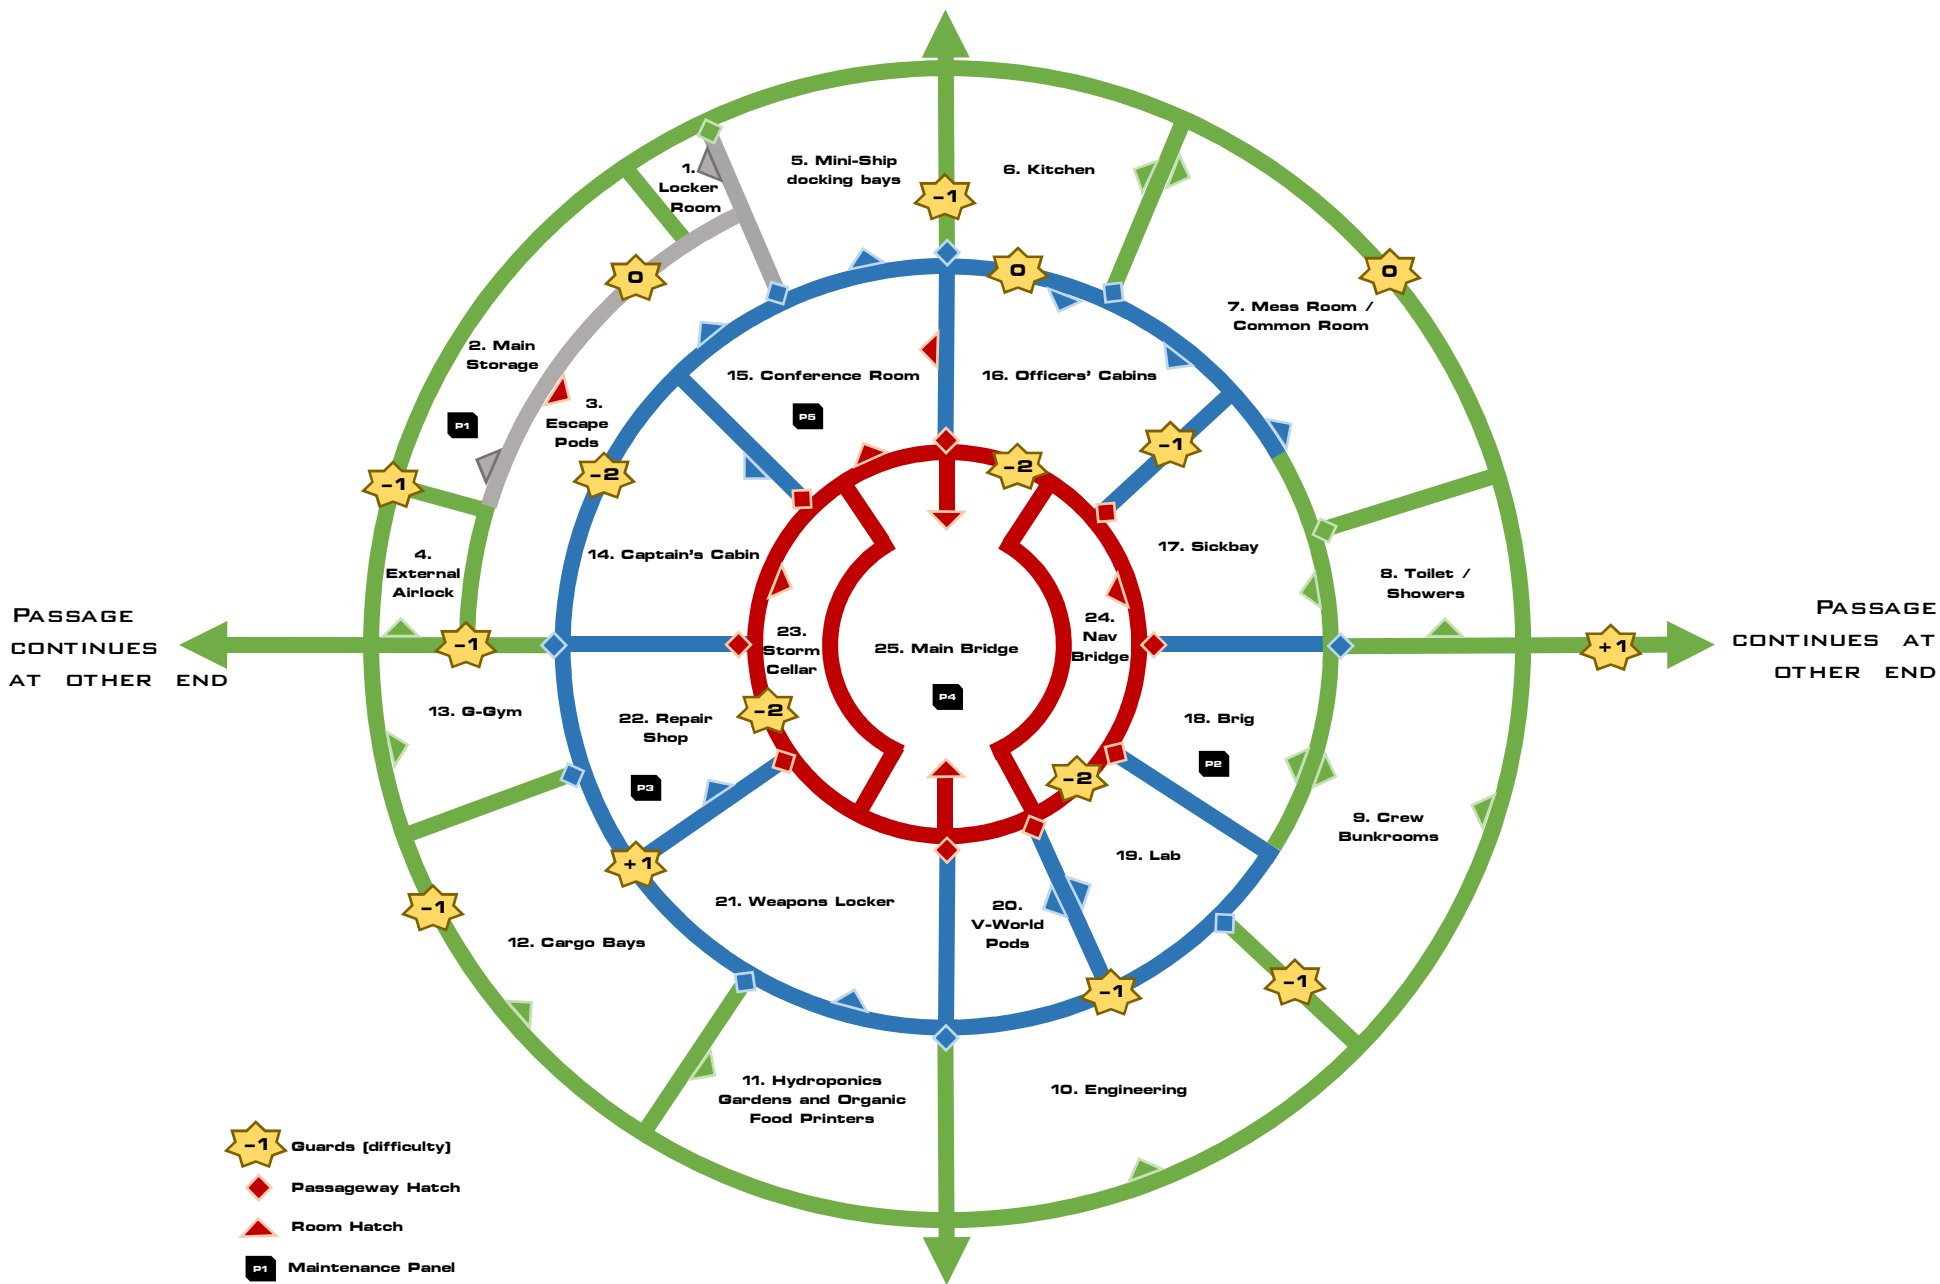 -1
1.
Locker
Room
5. Mini-Ship
docking bays
6. Kitchen
0
0
0
2. Main
Storage
7. Mess Room /
Common Room
15. Conference Room
16. Officers' Cabins
P5
P1
3.
Escape
Pods
-1
-2
-2
-1
4.
External
Airlock
14. Captain's Cabin
17. Sickbay
8. Toilet /
Showers
PASSAGE
CONTINUES
AT OTHER END
-1
23.
Storm
Cellar
25. Main Bridge
P4
24.
Nav
Bridge
+1
PASSAGE
CONTINUES AT
OTHER END
13. G-Gym
22. Repair
Shop
P3
-2
18. Brig
P2
-2
9. Crew
Bunkrooms
+1
19. Lab
-1
21. Weapons Locker
20.
V-World
Pods
12. Cargo Bays
-1
-1
11. Hydroponics
Gardens and Organic
Food Printers
10. Engineering
-1 Guards (difficulty)
Passageway Hatch
Room Hatch
P1 Maintenance Panel